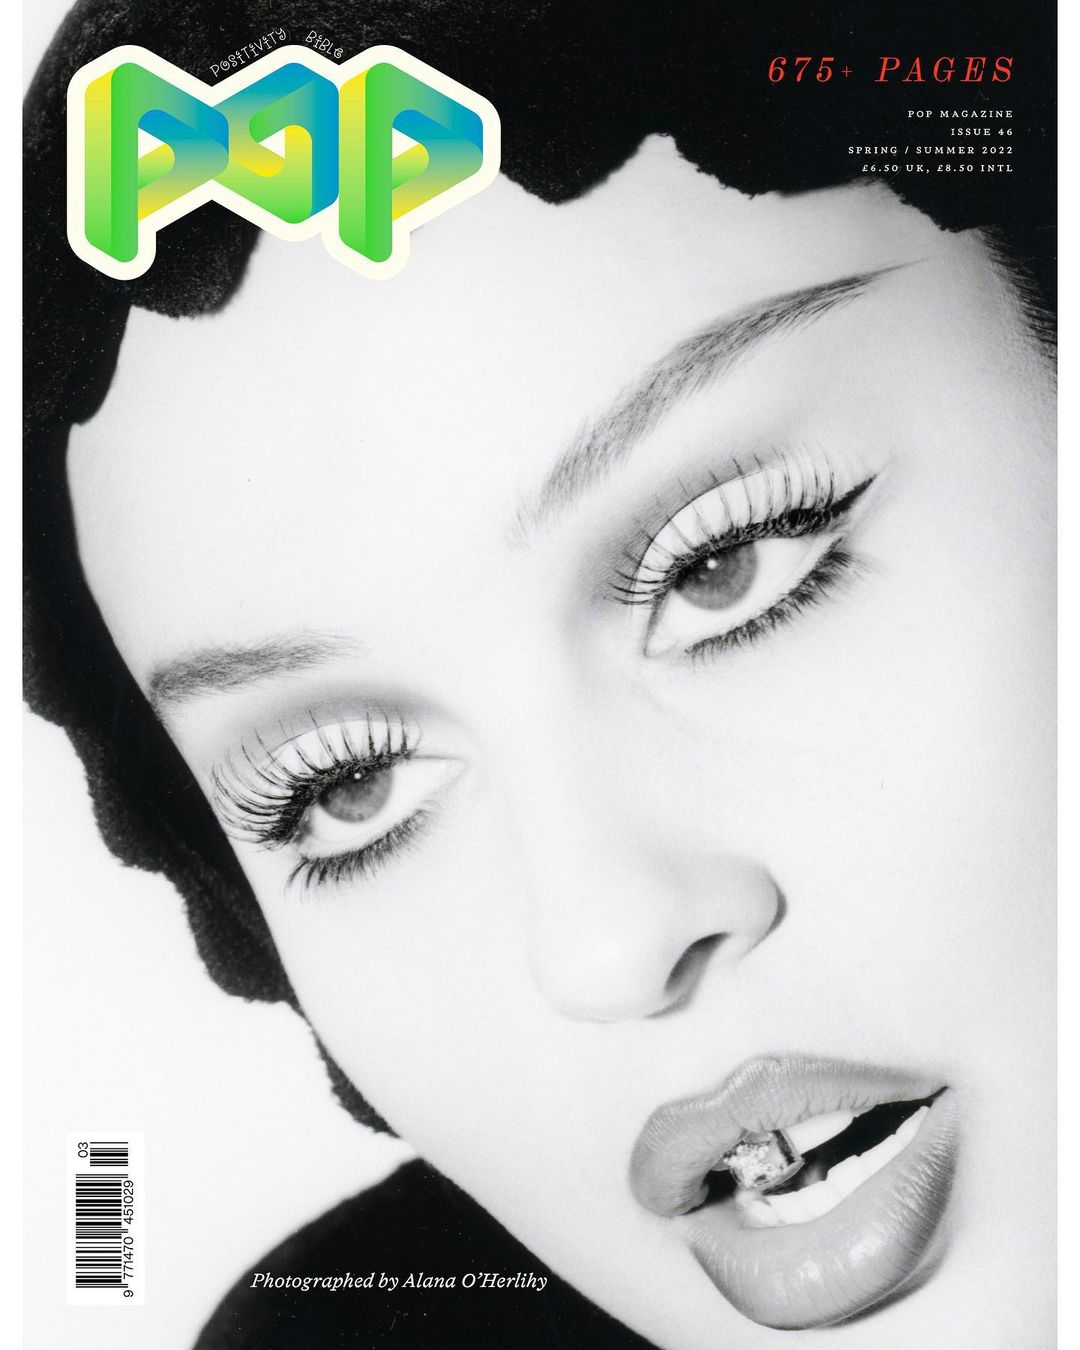 POSITIVITY BIBLE
POP
675+ PAGES
POP MAGAZINE
ISSUE 46
SPRING / SUMMER 2022
£6.50 UK, £8.50 INTL
03
9 771470 451029
Photographed by Alana O'Herlihy